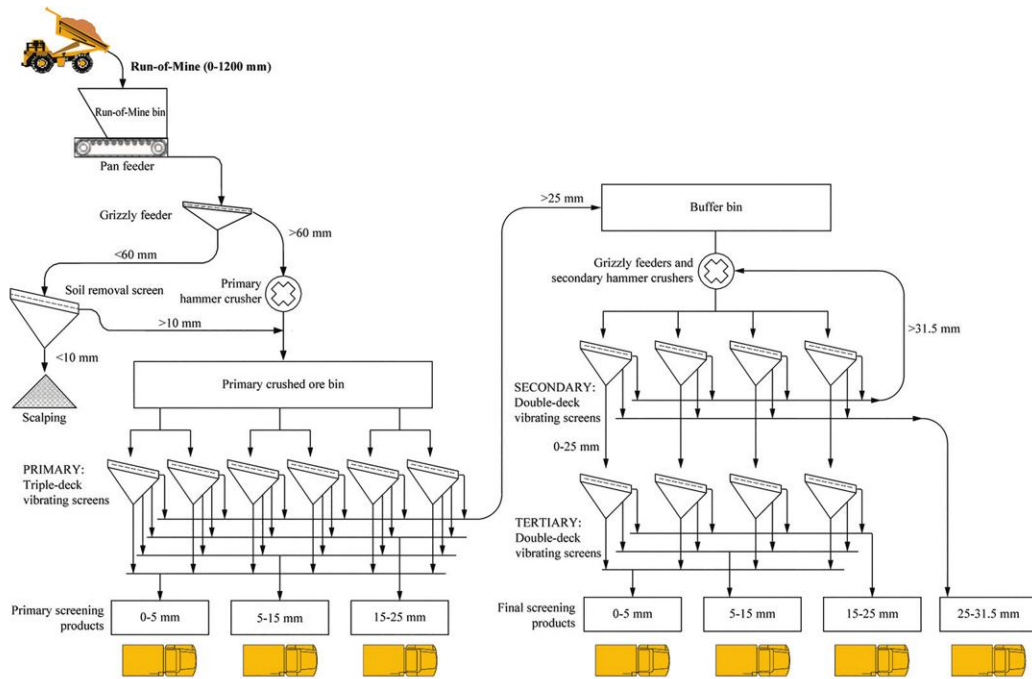 Run-of-Mine (0-1200 mm)
Run-of-Mine bin
Pan feeder
Grizzly feeder
>60 mm
<60 mm
Soil removal screen
Primary
hammer crusher
>10 mm
<10 mm
Scalping
Primary crushed ore bin
PRIMARY:
Triple-deck
vibrating screens
Primary screening
products
0-5 mm
5-15 mm
15-25 mm
>25 mm
Buffer bin
Grizzly feeders and
secondary hammer crushers
>31.5 mm
SECONDARY:
Double-deck
vibrating screens
0-25 mm
TERTIARY:
Double-deck
vibrating screens
Final screening
products
0-5 mm
5-15 mm
15-25 mm
25-31.5 mm